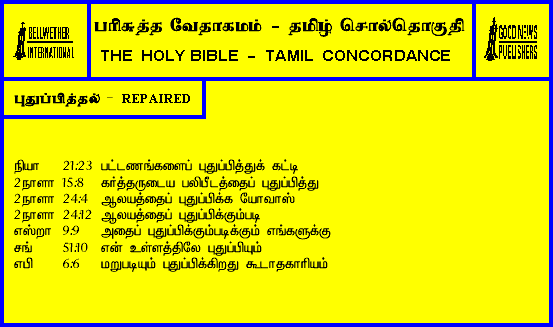 BELLWETHER
INTERNATIONAL
பரிசுத்த வேதாகமம் – தமிழ் சொல்தொகுதி
THE HOLY BIBLE – TAMIL CONCORDANCE
GOOD NEWS
PUBLISHERS
புதுப்பித்தல் – REPAIRED
நியா 21:23 பட்டணங்களைப் புதுப்பித்துக் கட்டி
2நாளா 15:8 கர்த்தருடைய பலிபீடத்தைப் புதுப்பித்து
2நாளா 24:4 ஆலயத்தைப் புதுப்பிக்க யோவாஸ்
2நாளா 24:12 ஆலயத்தைப் புதுப்பிக்கும்படி
எஸ்றா 9:9 அதைப் புதுப்பிக்கும்படிக்கும் எங்களுக்கு
சங் 51:10 என் உள்ளத்திலே புதுப்பியும்
எபி 6:6 மறுபடியும் புதுப்பிக்கிறது கூடாதகாரியம்